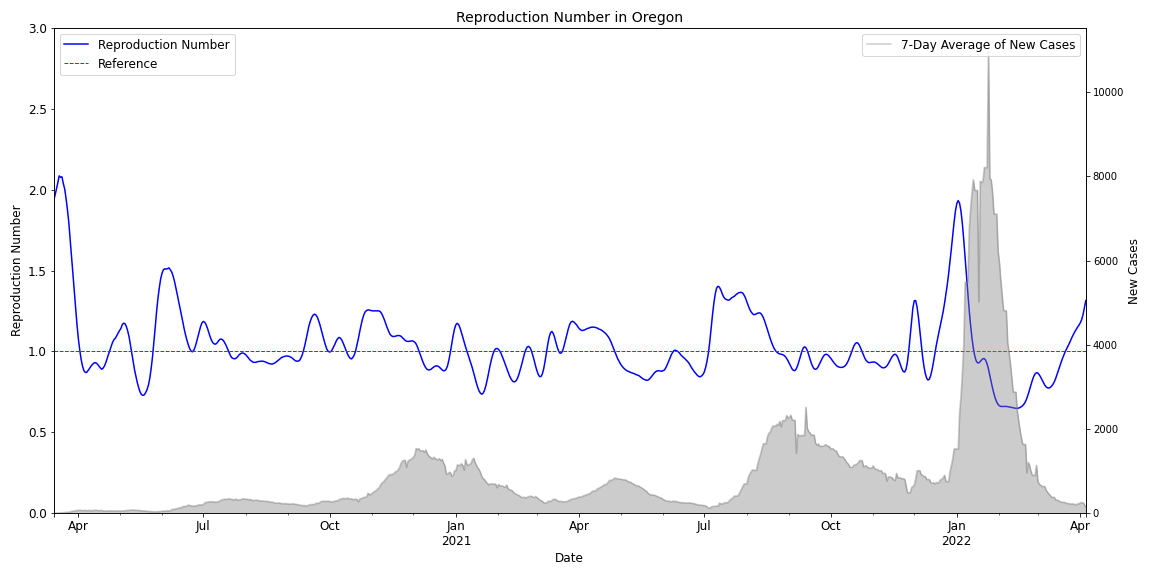 Reproduction Number in Oregon
Reproduction Number
Reference
7-Day Average of New Cases
3.0
2.5
2.0
1.5
1.0
0.5
0.0
Reproduction Number
10000
8000
6000
4000
2000
0
New Cases
Apr
Jul
Oct
Jan
2021
Apr
Jul
Oct
Jan
2022
Apr
Date